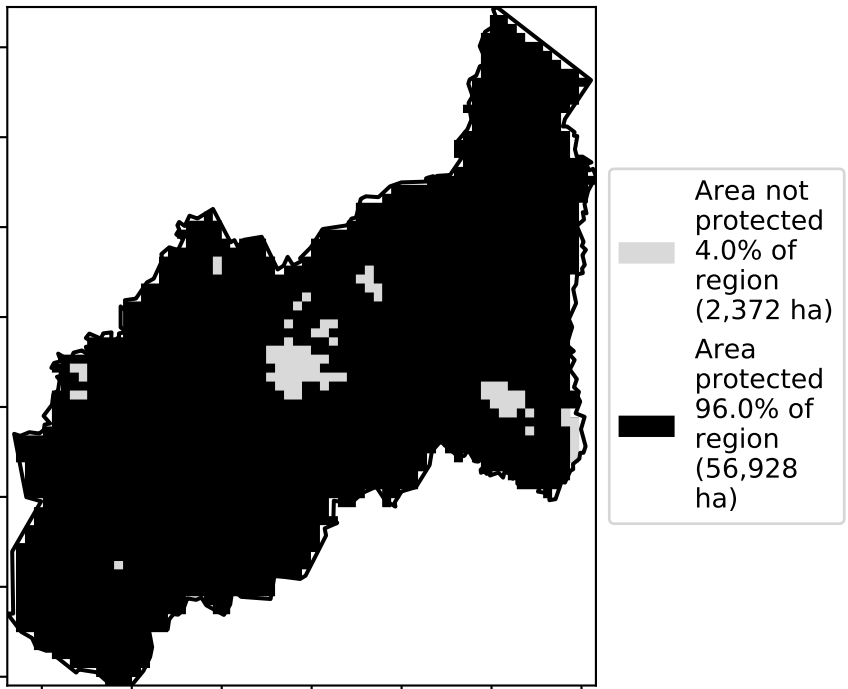 Area not
protected
4.0% of
region
(2,372 ha)
Area
protected
96.0% of
region
(56,928
ha)